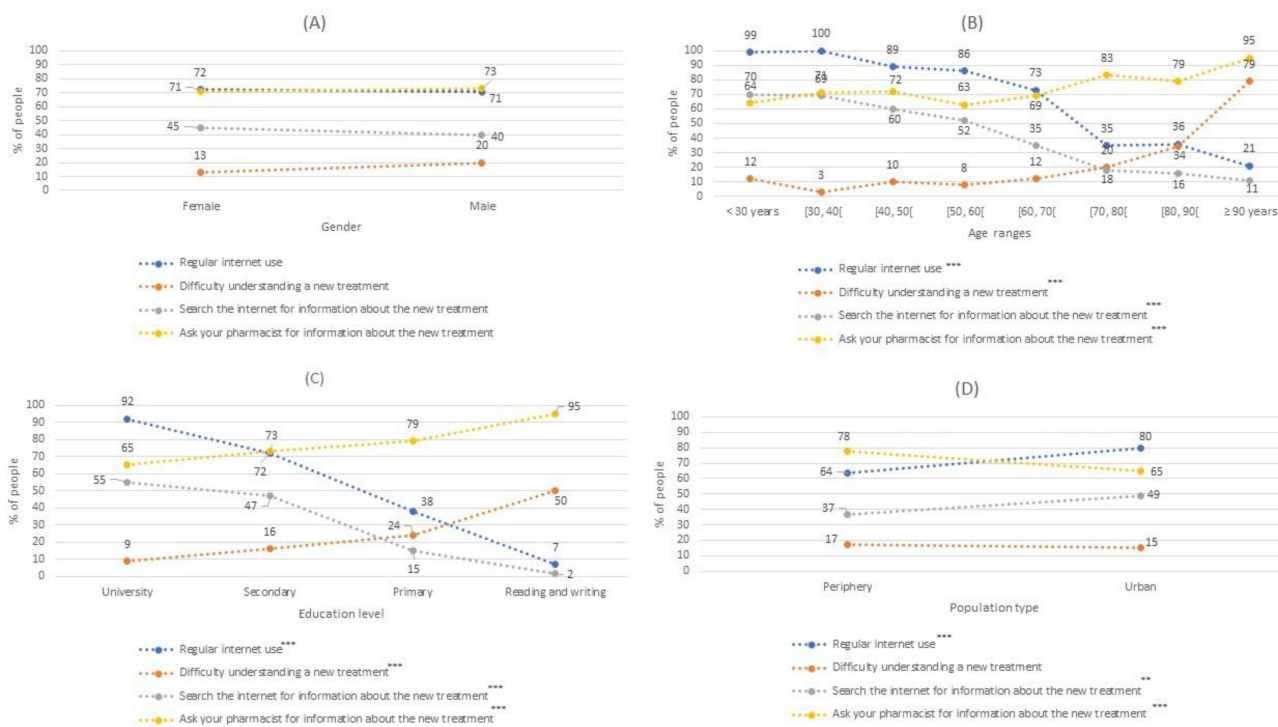 (A)
100
90
80
70
60
50
40
30
20
10
0
% of people
72
71
73
71
45
40
20
13
Female Male
Gender
Regular internet use
Difficulty understanding a new treatment
Search the internet for information about the new treatment
Ask your pharmacist for information about the new treatment
(B)
100
90
80
70
60
50
40
30
20
10
0
% of people
99 100 89 86 73 35 36 21
70 69 60 52 35 18 16 11
64 71 72 63 69 83 79 95
12 3 10 8 12 20 34 79
< 30 years [30, 40[ [40, 50[ [50, 60[ [60, 70[ [70, 80[ [80, 90[ ≥ 90 years
Age ranges
Regular internet use ***
Difficulty understanding a new treatment***
Search the internet for information about the new treatment***
Ask your pharmacist for information about the new treatment***
(C)
100
90
80
70
60
50
40
30
20
10
0
% of people
92 72 38 7
65 73 79 95
55 47 15 2
9 16 24 50
University Secondary Primary Reading and writing
Education level
Regular internet use***
Difficulty understanding a new treatment***
Search the internet for information about the new treatment***
Ask your pharmacist for information about the new treatment***
(D)
100
90
80
70
60
50
40
30
20
10
0
% of people
78 65
64 80
37 49
17 15
Periphery Urban
Population type
Regular internet use***
Difficulty understanding a new treatment
Search the internet for information about the new treatment**
Ask your pharmacist for information about the new treatment***